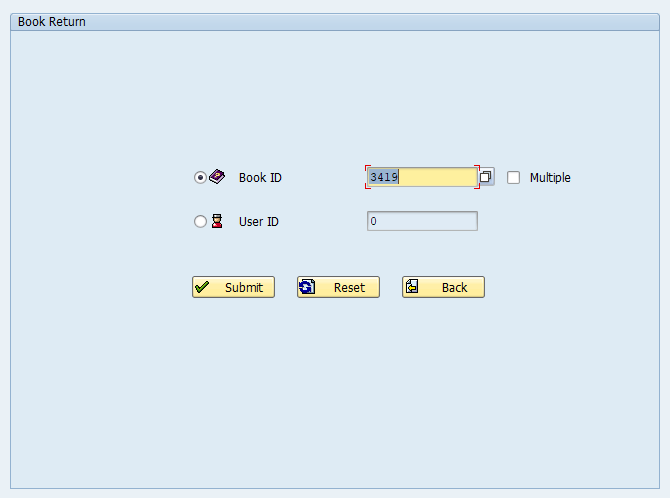 Book Return
Book ID 3419 Multiple
User ID 0
Submit Reset Back